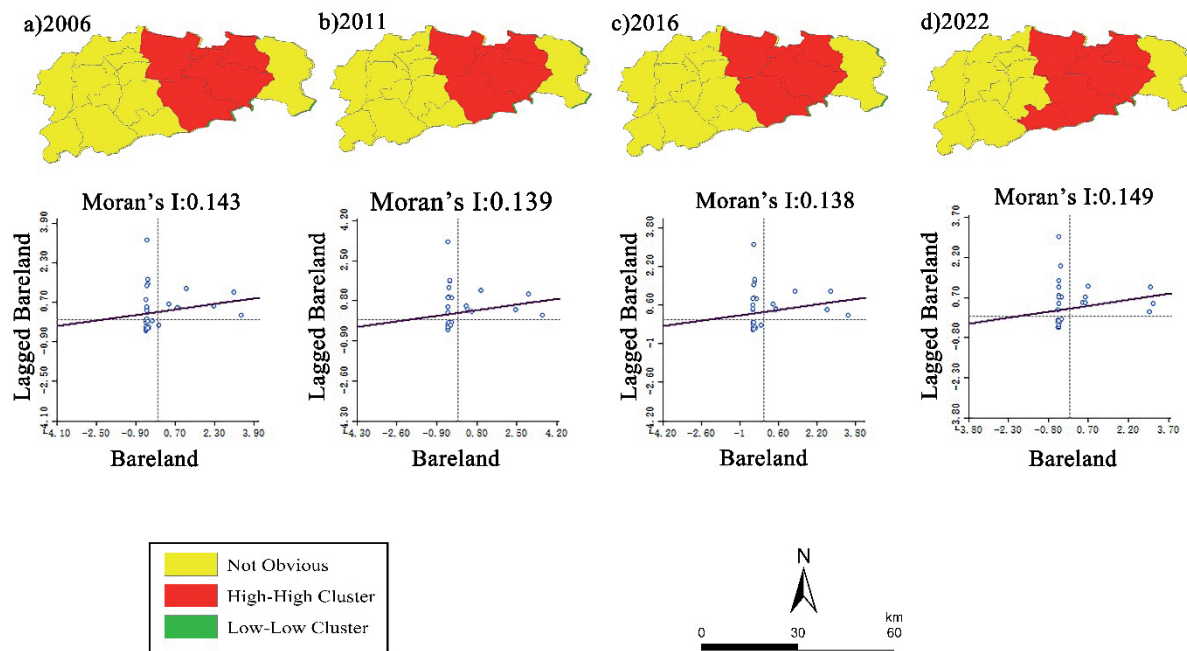 a)2006
b)2011
c)2016
d)2022
Moran's I:0.143
Lagged Bareland
3.90
2.30
0.70
-0.90
-2.50
-4.10
-4.10 -2.50 -0.90 0.70 2.30 3.90
Bareland
Moran's I:0.139
Lagged Bareland
4.20
2.50
0.80
-0.90
-2.60
-4.30
-4.30 -2.60 -0.90 0.80 2.50 4.20
Bareland
Moran's I:0.138
Lagged Bareland
3.80
2.20
0.60
-1
-2.60
-4.20
-4.20 -2.60 -1 0.60 2.20 3.80
Bareland
Moran's I:0.149
Lagged Bareland
3.70
2.20
0.70
-0.80
-2.30
-3.80
-3.80 -2.30 -0.80 0.70 2.20 3.70
Bareland
Not Obvious
High-High Cluster
Low-Low Cluster
N
km
0 30 60